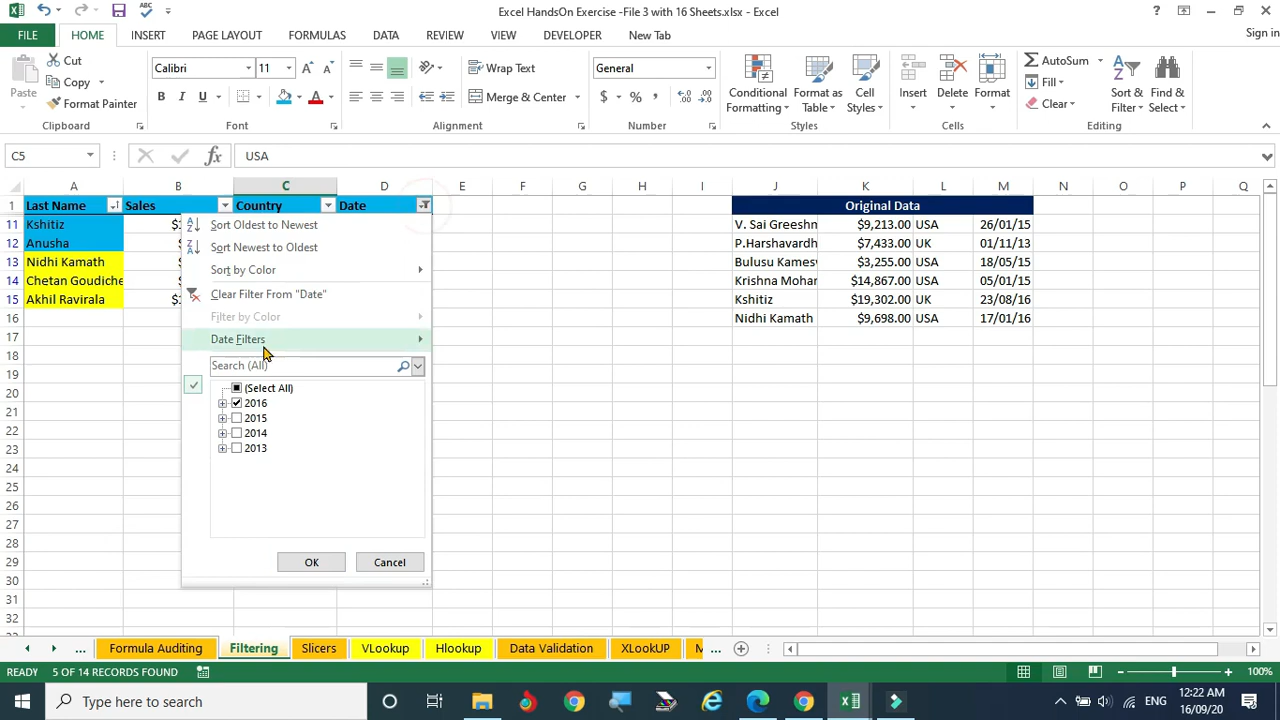 Excel HandsOn Exercise -File 3 with 16 Sheets.xlsx - Excel
Sign in
FILE HOME INSERT PAGE LAYOUT FORMULAS DATA REVIEW VIEW DEVELOPER New Tab
Paste
Cut
Copy
Format Painter
Calibri 11
B I U
Wrap Text
Merge & Center
General
$ % ,
Conditional Formatting
Format as Table
Cell Styles
Insert
Delete
Format
AutoSum
Fill
Clear
Sort & Filter
Find & Select
Clipboard Font Alignment Number Styles Cells Editing
C5 fx USA
A B C D E F G H I J K L M N O P Q
1 Last Name Sales Country Date Original Data
11 Kshitiz $1 V. Sai Greeshn $9,213.00 USA 26/01/15
12 Anusha $ P.Harshavardh $7,433.00 UK 01/11/13
13 Nidhi Kamath $ Bulusu Kames $3,255.00 USA 18/05/15
14 Chetan Goudiche $ Krishna Mohar $14,867.00 USA 05/01/15
15 Akhil Ravirala $1 Kshitiz $19,302.00 UK 23/08/16
16 Nidhi Kamath $9,698.00 USA 17/01/16
17
18
19
20
21
22
23
24
25
26
27
28
29
30
31
32
Sort Oldest to Newest
Sort Newest to Oldest
Sort by Color
Clear Filter From "Date"
Filter by Color
Date Filters
Search (All)
(Select All)
2016
2015
2014
2013
OK Cancel
... Formula Auditing Filtering Slicers VLookup Hlookup Data Validation XLookUP ...
READY 5 OF 14 RECORDS FOUND 100%
Type here to search
ENG
12:22 AM
16/09/20